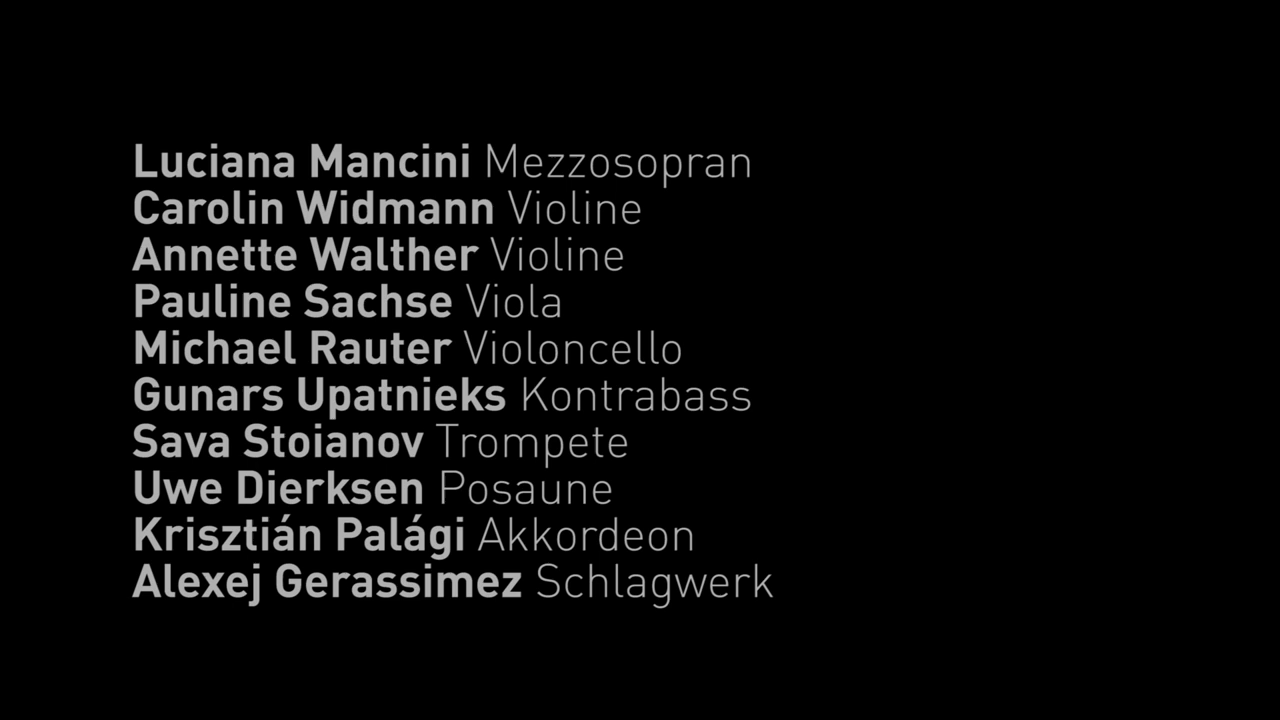 Luciana Mancini Mezzosopran
Carolin Widmann Violine
Annette Walther Violine
Pauline Sachse Viola
Michael Rauter Violoncello
Gunars Upatnieks Kontrabass
Sava Stoianov Trompete
Uwe Dierksen Posaune
Krisztián Palági Akkordeon
Alexej Gerassimez Schlagwerk